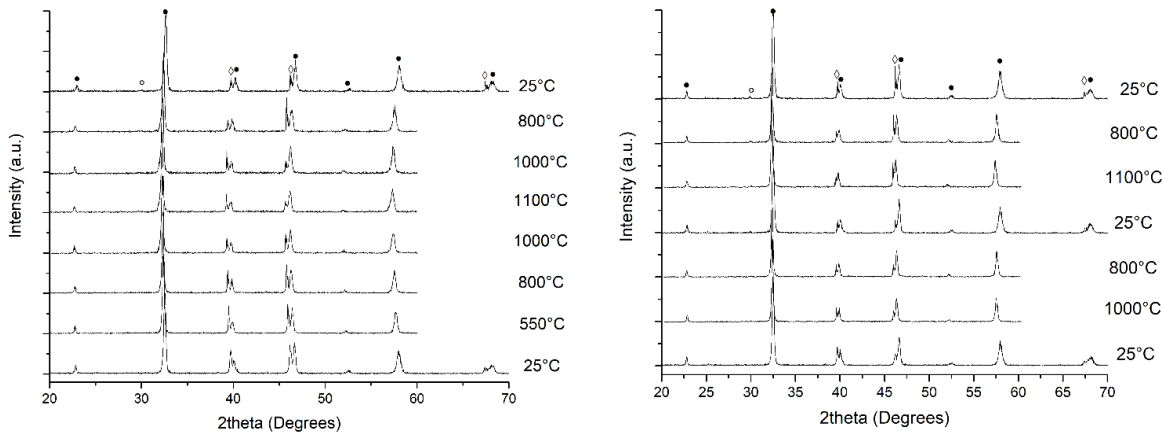 Intensity (a.u.)
25°C
800°C
1000°C
1100°C
1000°C
800°C
550°C
25°C
20 30 40 50 60 70
2theta (Degrees)
Intensity (a.u.)
25°C
800°C
1100°C
25°C
800°C
1000°C
25°C
20 25 30 35 40 45 50 55 60 65 70
2theta (Degrees)